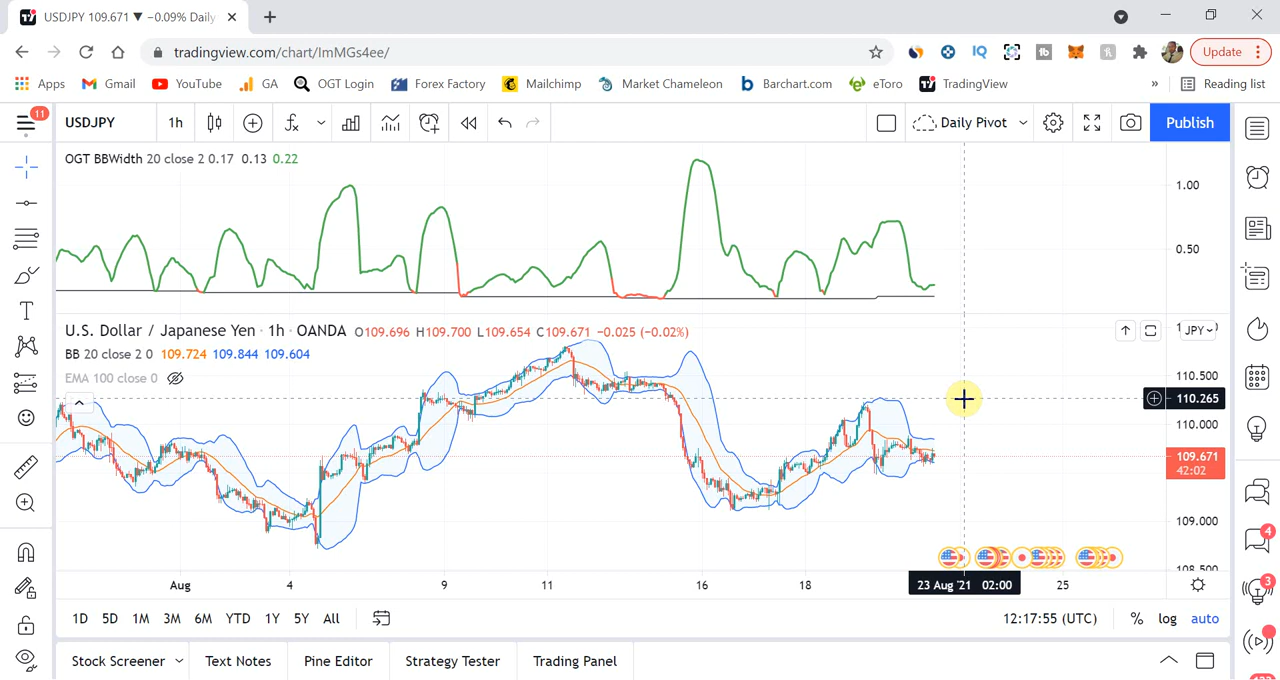 USDJPY 109.671 ▼ −0.09% Daily
tradingview.com/chart/ImMGs4ee/
Update
Apps Gmail YouTube GA OGT Login Forex Factory Mailchimp Market Chameleon Barchart.com eToro TradingView » Reading list
11 USDJPY 1h Daily Pivot Publish
OGT BBWidth 20 close 2 0.17 0.13 0.22
1.00
0.50
U.S. Dollar / Japanese Yen · 1h · OANDA O109.696 H109.700 L109.654 C109.671 −0.025 (−0.02%)
JPY
BB 20 close 2 0 109.724 109.844 109.604
EMA 100 close 0
110.500
110.265
110.000
109.671
42:02
109.000
108.500
Aug 4 9 11 16 18 23 Aug '21 02:00 25
1D 5D 1M 3M 6M YTD 1Y 5Y All 12:17:55 (UTC) % log auto
Stock Screener Text Notes Pine Editor Strategy Tester Trading Panel
4
3